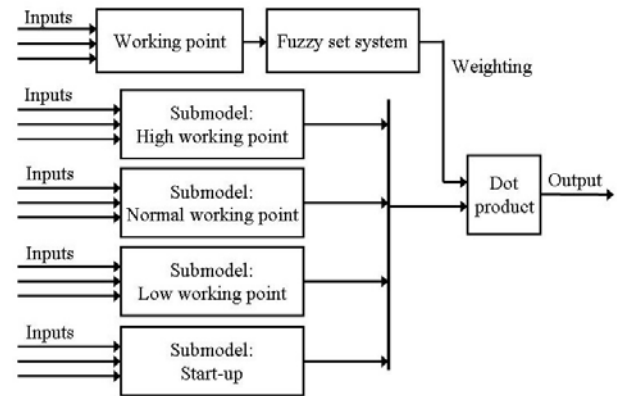 Inputs
Working point
Fuzzy set system
Weighting
Inputs
Submodel:
High working point
Inputs
Submodel:
Normal working point
Dot
product
Output
Inputs
Submodel:
Low working point
Inputs
Submodel:
Start-up